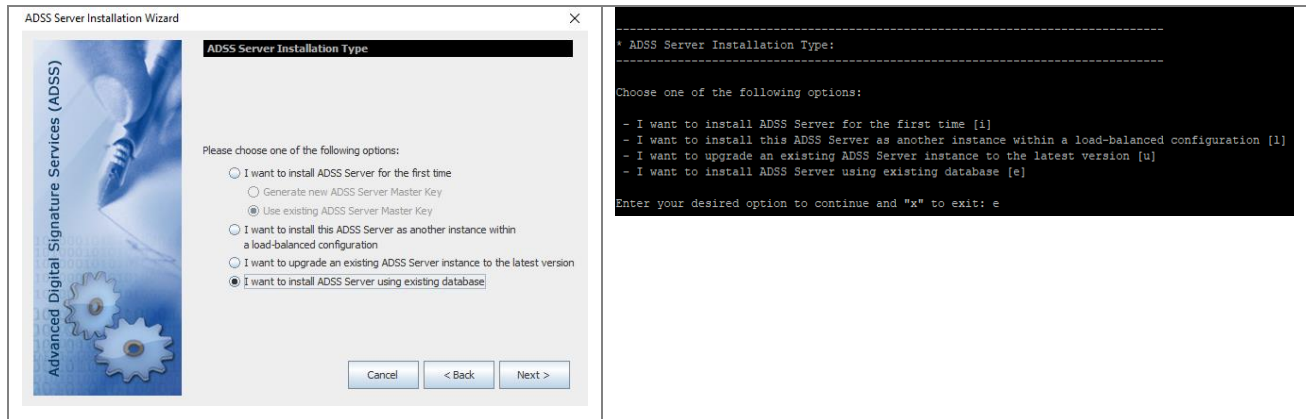 ADSS Server Installation Wizard
Advanced Digital Signature Services (ADSS)
ADSS Server Installation Type
Please choose one of the following options:
I want to install ADSS Server for the first time
Generate new ADSS Server Master Key
Use existing ADSS Server Master Key
I want to install this ADSS Server as another instance within
a load-balanced configuration
I want to upgrade an existing ADSS Server instance to the latest version
I want to install ADSS Server using existing database
Cancel
< Back
Next >
--------------------------------------------------------------------------------
* ADSS Server Installation Type:
--------------------------------------------------------------------------------
Choose one of the following options:
- I want to install ADSS Server for the first time [i]
- I want to install this ADSS Server as another instance within a load-balanced configuration [l]
- I want to upgrade an existing ADSS Server instance to the latest version [u]
- I want to install ADSS Server using existing database [e]
Enter your desired option to continue and "x" to exit: e